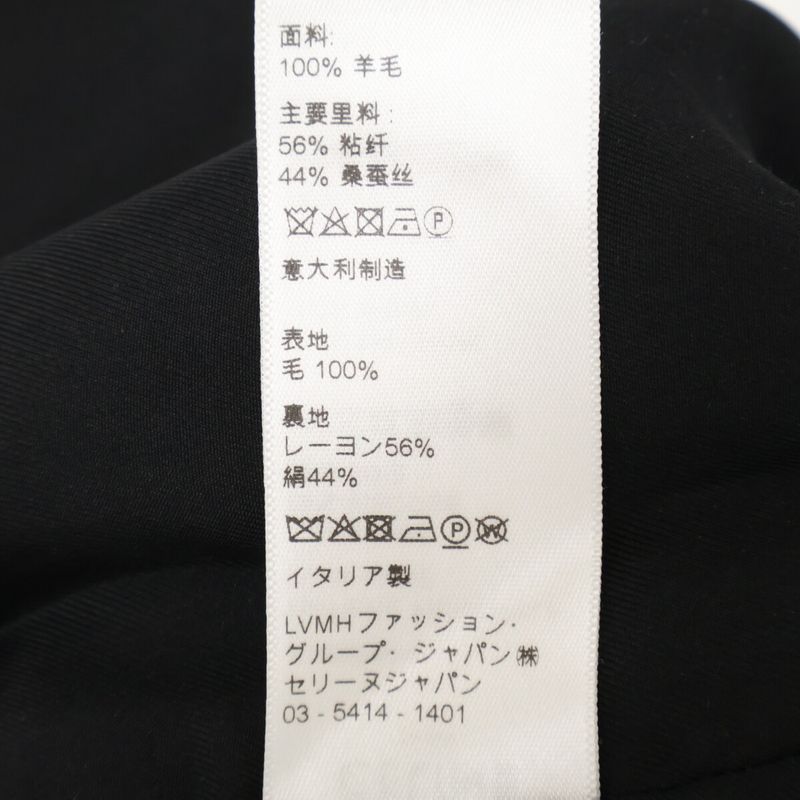 面料:
100% 羊毛
主要里料:
56% 粘纤
44% 桑蚕丝
P
意大利制造
表地
毛 100%
裏地
レーヨン56%
絹44%
P W
イタリア製
LVMHファッション・
グループ・ジャパン㈱
セリーヌジャパン
03 - 5414 - 1401